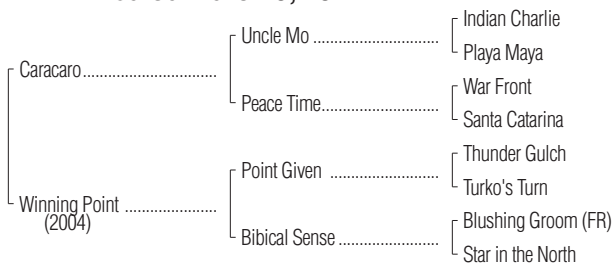 Indian Charlie
Uncle Mo
Playa Maya
Caracaro
War Front
Peace Time
Santa Catarina
Thunder Gulch
Point Given
Turko's Turn
Winning Point
(2004)
Blushing Groom (FR)
Bibical Sense
Star in the North